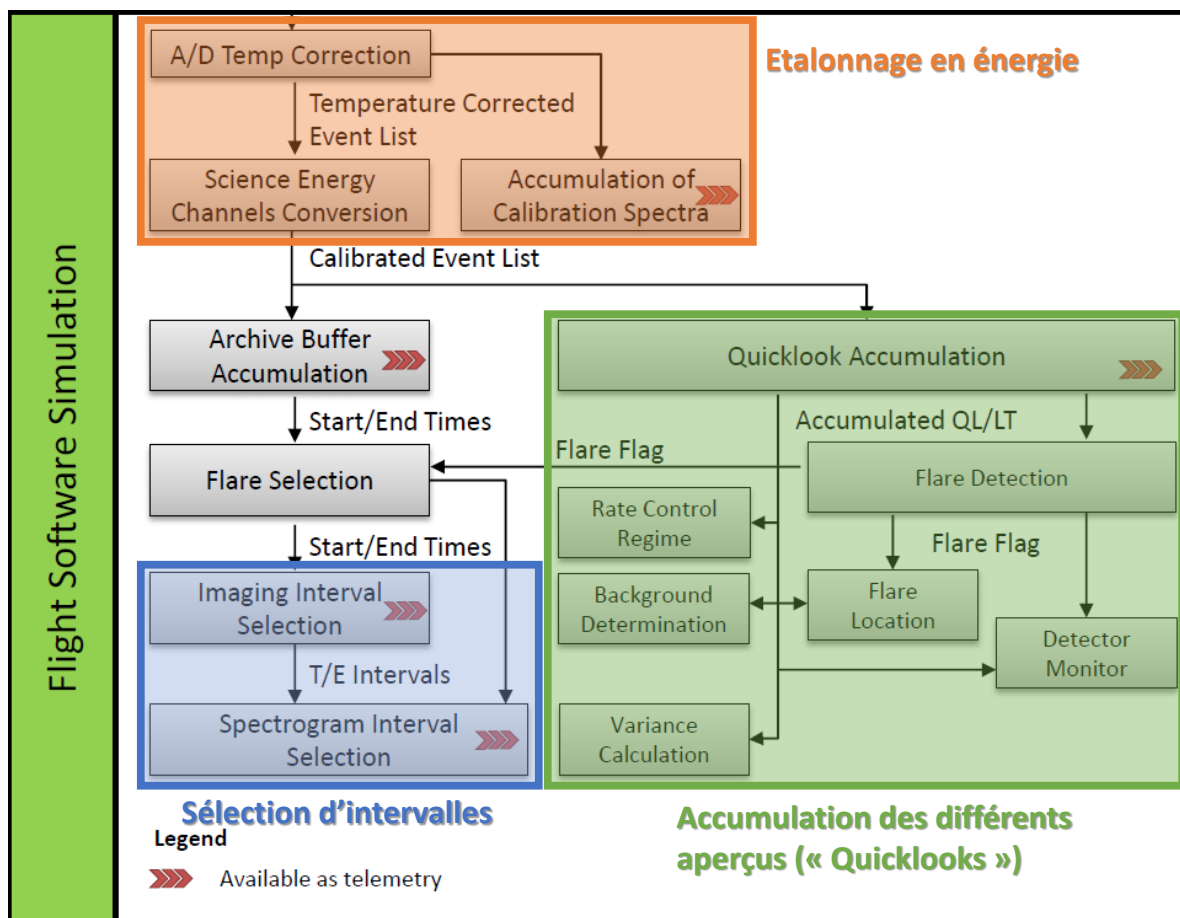 Flight Software Simulation
A/D Temp Correction
Etalonnage en énergie
Temperature Corrected
Event List
Science Energy
Channels Conversion
Accumulation of
Calibration Spectra
Calibrated Event List
Archive Buffer
Accumulation
Quicklook Accumulation
Start/End Times
Accumulated QL/LT
Flare Flag
Flare Selection
Flare Detection
Rate Control
Regime
Start/End Times
Flare Flag
Imaging Interval
Selection
Background
Determination
Flare
Location
Detector
Monitor
T/E Intervals
Spectrogram Interval
Selection
Variance
Calculation
Sélection d’intervalles
Accumulation des différents
aperçus (« Quicklooks »)
Legend
Available as telemetry